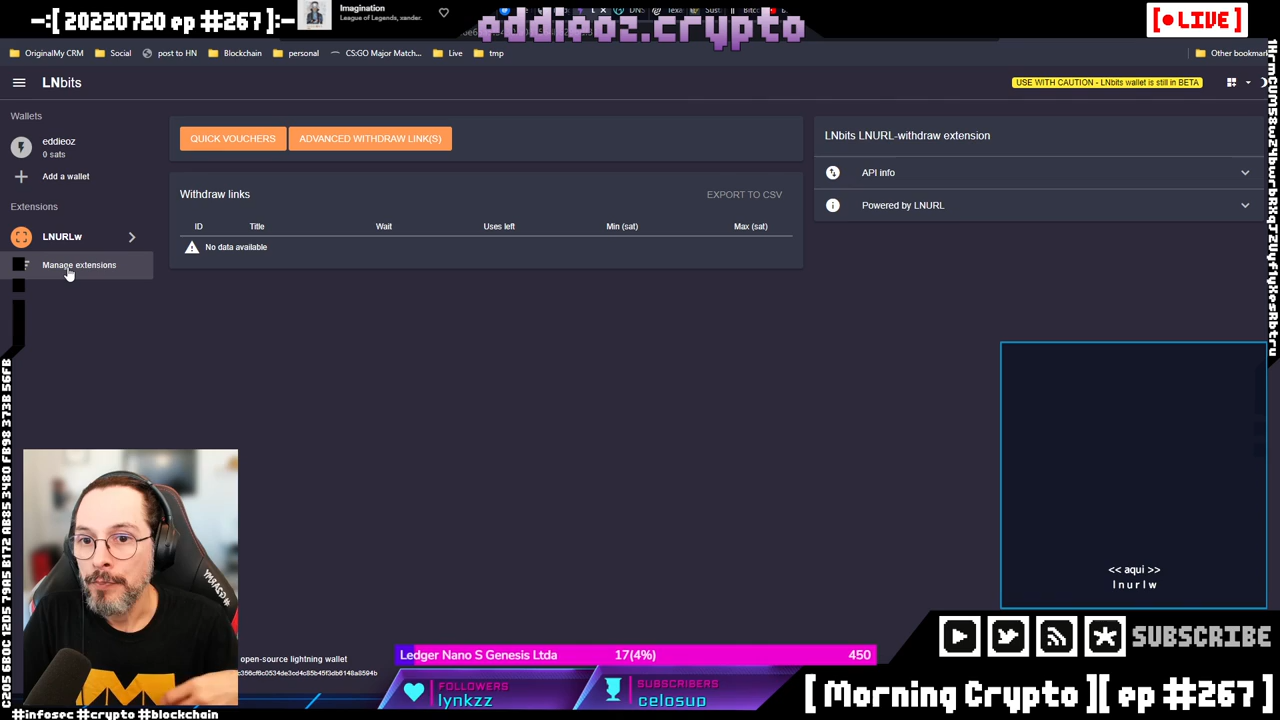 -:[ 20220720 ep #267 ]:-
Imagination
League of Legends, xander.
eddieoz.crypto
[● LIVE]
OriginalMy CRM
Social
post to HN
Blockchain
personal
CS:GO Major Match...
Live
tmp
Other bookmar
LNbits
USE WITH CAUTION - LNbits wallet is still in BETA
Wallets
eddieoz
0 sats
Add a wallet
Extensions
LNURLw
Manage extensions
QUICK VOUCHERS
ADVANCED WITHDRAW LINK(S)
Withdraw links
EXPORT TO CSV
ID Title Wait Uses left Min (sat) Max (sat)
No data available
LNbits LNURL-withdraw extension
API info
Powered by LNURL
<< aqui >>
l n u r l w
open-source lightning wallet
Ledger Nano S Genesis Ltda 17(4%) 450
FOLLOWERS
lynkzz
SUBSCRIBERS
celosup
SUBSCRIBE
[ Morning Crypto ][ ep #267 ]
#infosec #crypto #blockchain